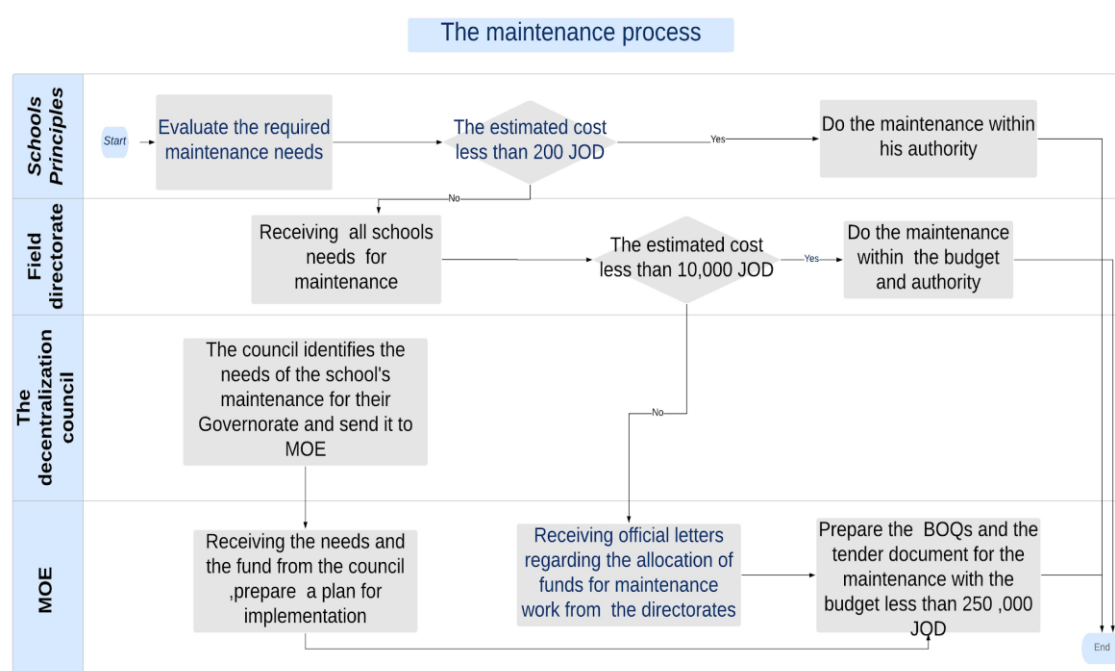 The maintenance process
Schools
Principles
Start
Evaluate the required
maintenance needs
The estimated cost
less than 200 JOD
Yes
Do the maintenance within
his authority
No
Field
directorate
Receiving all schools
needs for
maintenance
The estimated cost
less than 10,000 JOD
Yes
Do the maintenance
within the budget
and authority
The
decentralization
council
The council identifies the
needs of the school's
maintenance for their
Governorate and send it to
MOE
No
MOE
Receiving the needs and
the fund from the council
,prepare a plan for
implementation
Receiving official letters
regarding the allocation of
funds for maintenance
work from the directorates
Prepare the BOQs and the
tender document for the
maintenance with the
budget less than 250 ,000
JOD
End